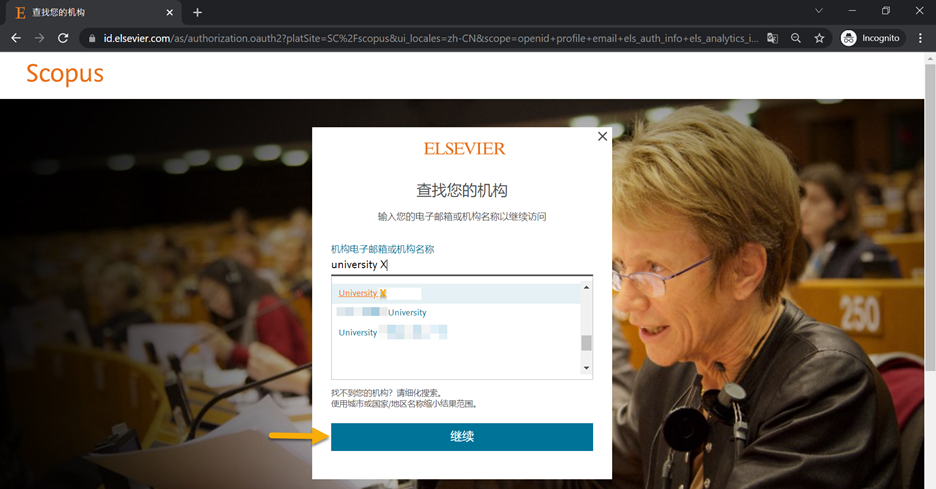 查找您的机构
id.elsevier.com/as/authorization.oauth2?platSite=SC%2Fscopus&ui_locales=zh-CN&scope=openid+profile+email+els_auth_info+els_analytics_i...
Incognito
Scopus
ELSEVIER
查找您的机构
输入您的电子邮箱或机构名称以继续访问
机构电子邮箱或机构名称
university X
University X
University
University
找不到您的机构？请细化搜索。
使用城市或国家/地区名称缩小结果范围。
继续
250